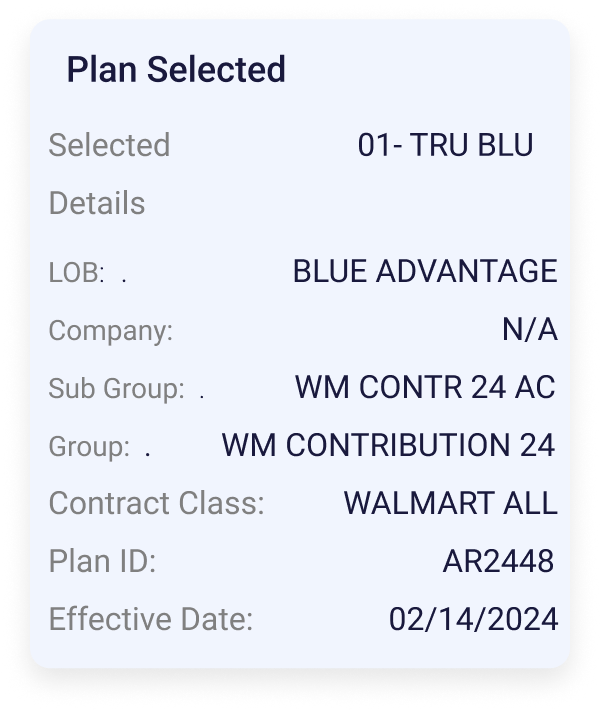 Plan Selected
Selected 01- TRU BLU
Details
LOB: . BLUE ADVANTAGE
Company: N/A
Sub Group: . WM CONTR 24 AC
Group: . WM CONTRIBUTION 24
Contract Class: WALMART ALL
Plan ID: AR2448
Effective Date: 02/14/2024